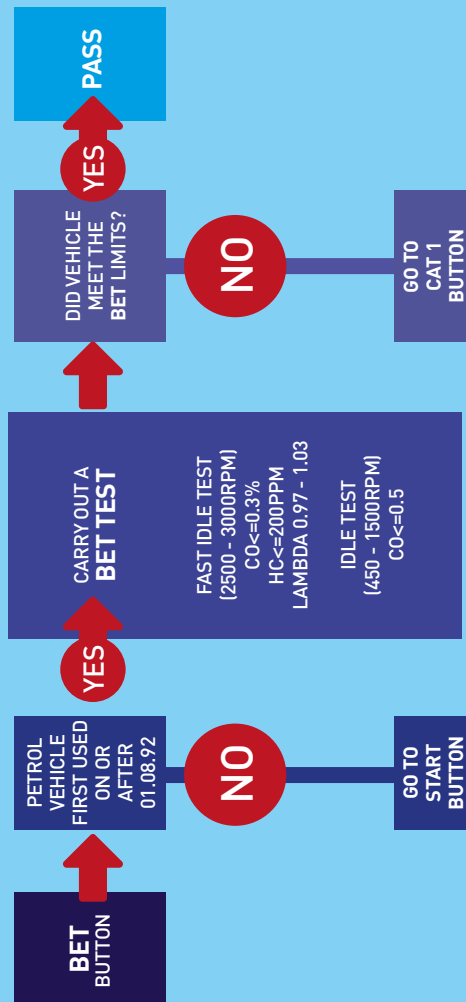 BET
BUTTON
PETROL
VEHICLE
FIRST USED
ON OR
AFTER
01.08.92
YES
NO
GO TO
START
BUTTON
CARRY OUT A
BET TEST
FAST IDLE TEST
(2500 - 3000RPM)
CO<=0.3%
HC<=200PPM
LAMBDA 0.97 - 1.03
IDLE TEST
(450 - 1500RPM)
CO<=0.5
DID VEHICLE
MEET THE
BET LIMITS?
YES
NO
GO TO
CAT 1
BUTTON
PASS